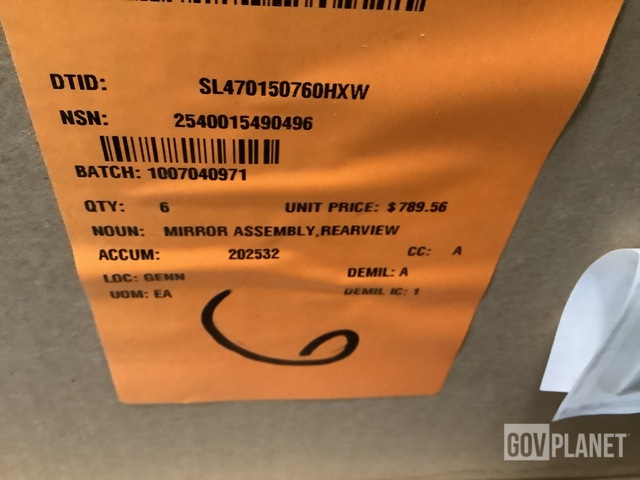 DTID: SL470150760HXW
NSN: 2540015490496
BATCH: 1007040971
QTY: 6 UNIT PRICE: $789.56
NOUN: MIRROR ASSEMBLY,REARVIEW
ACCUM: 202532 CC: A
LOC: GENN DEMIL: A
UOM: EA DEMIL IC: 1
6
GOVPLANET